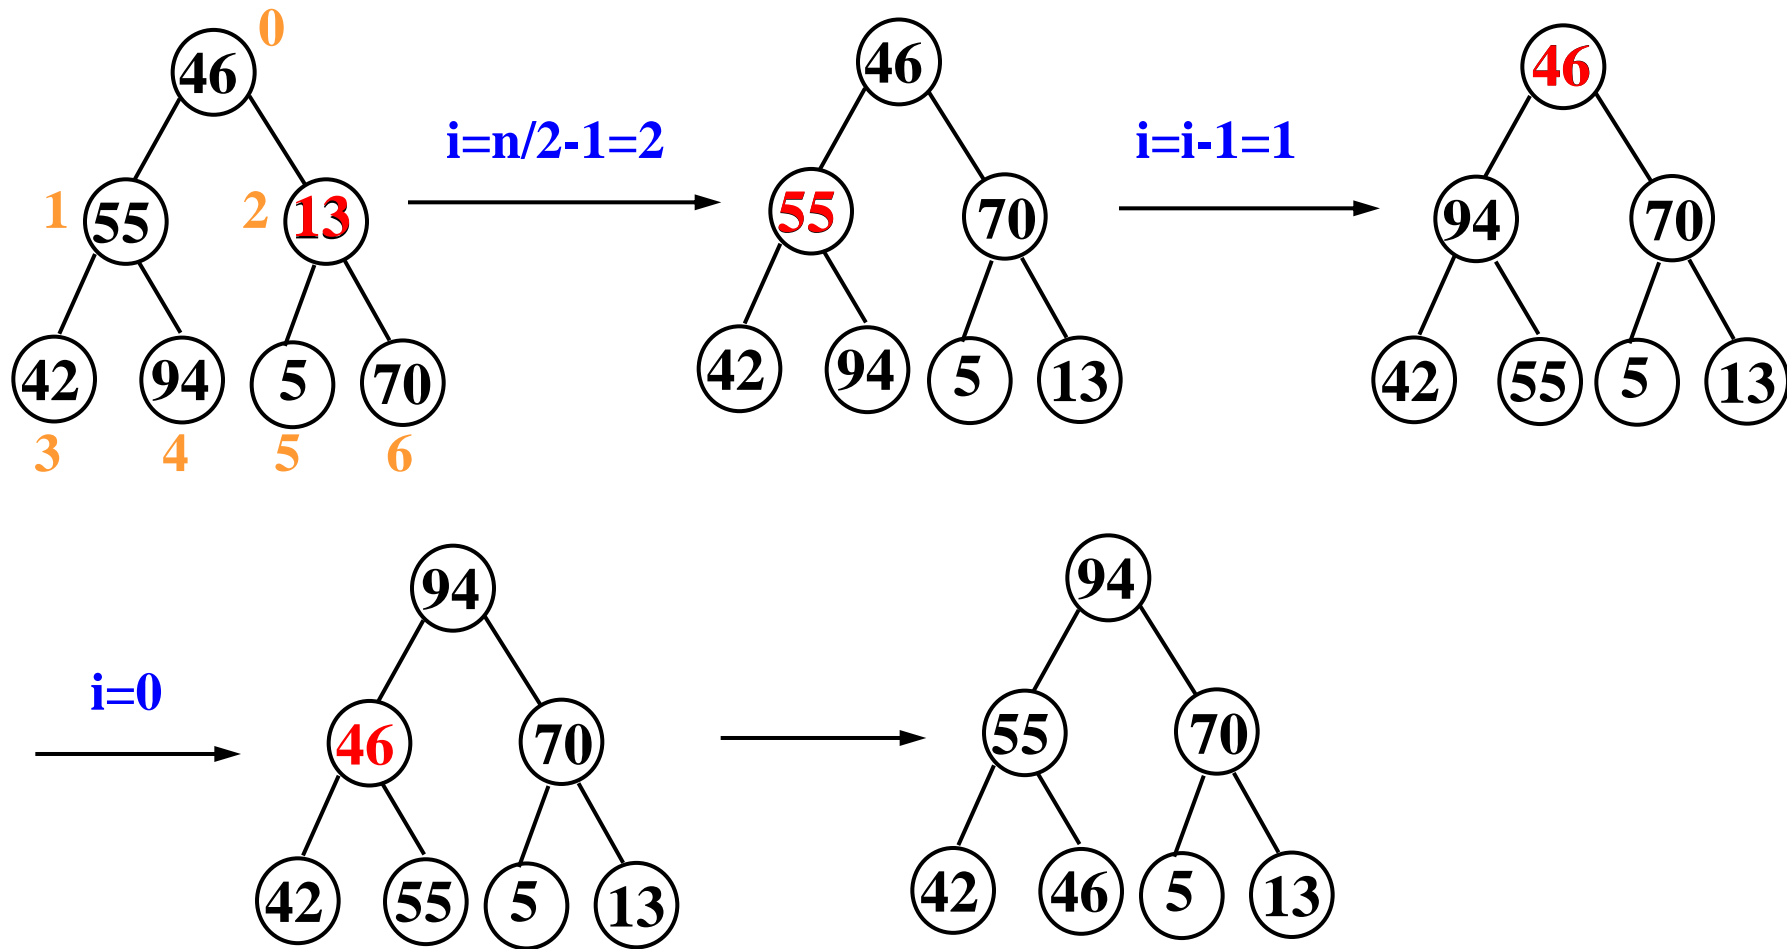 0
46 46 46
i=n/2-1=2 i=i-1=1
1 55 2 13 55 70 94 70
42 94 5 70 42 94 5 13 42 55 5 13
3 4 5 6
94 94
i=0
46 70 55 70
42 55 5 13 42 46 5 13